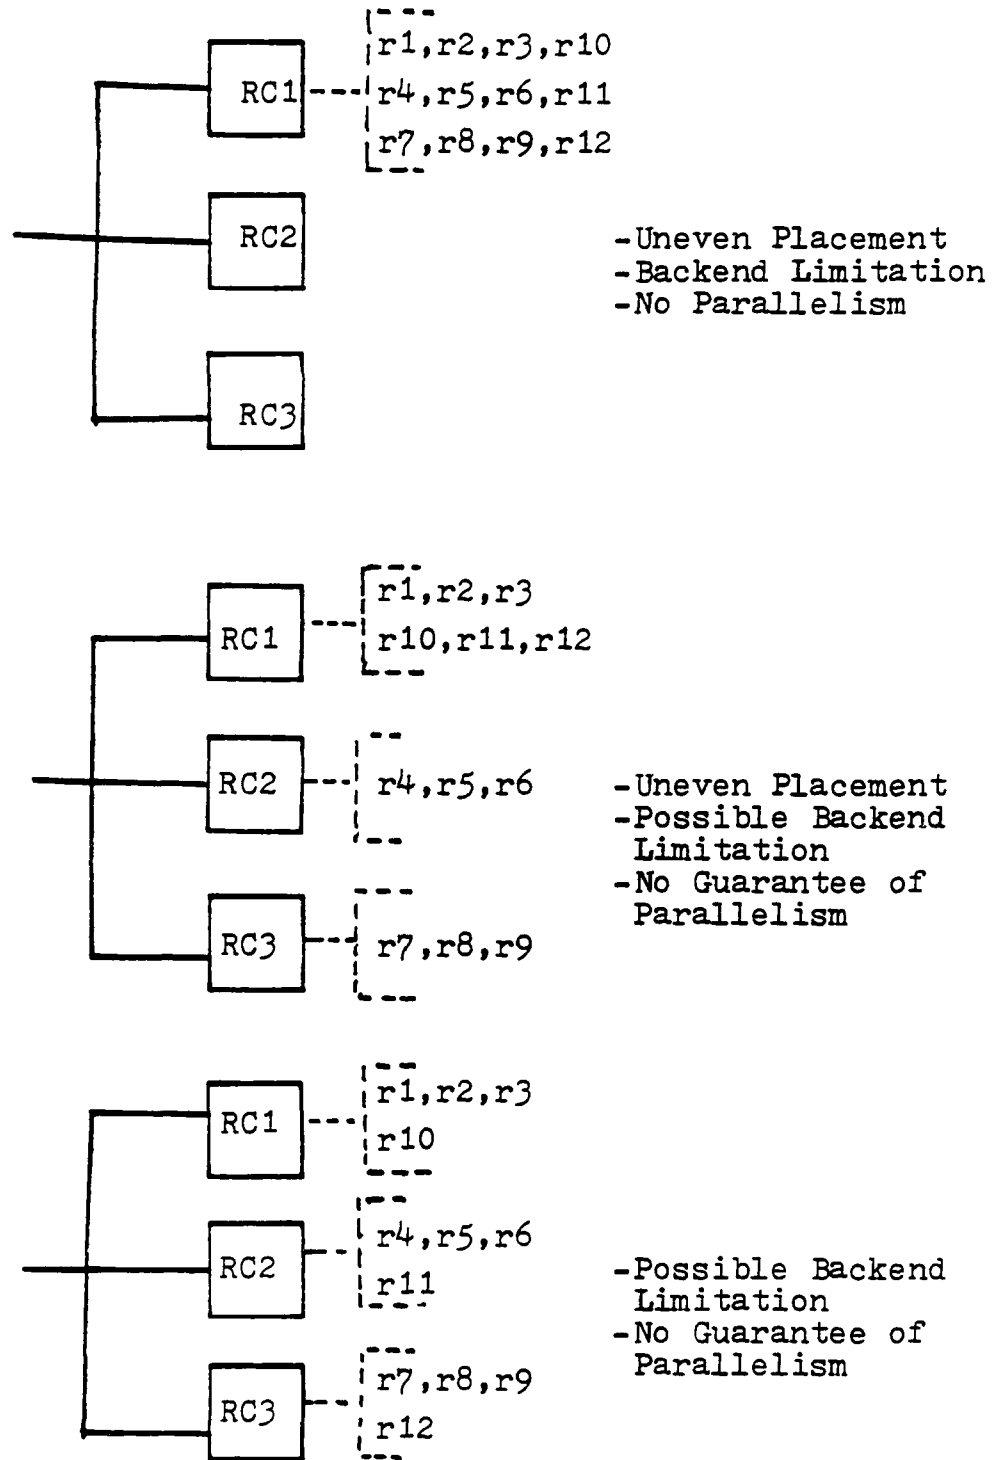 r1,r2,r3,r10
RC1
r4,r5,r6,r11
r7,r8,r9,r12
RC2
-Uneven Placement
-Backend Limitation
-No Parallelism
RC3
r1,r2,r3
RC1
r10,r11,r12
RC2
r4,r5,r6
-Uneven Placement
-Possible Backend
Limitation
-No Guarantee of
Parallelism
RC3
r7,r8,r9
r1,r2,r3
RC1
r10
r4,r5,r6
RC2
r11
-Possible Backend
Limitation
-No Guarantee of
Parallelism
r7,r8,r9
RC3
r12